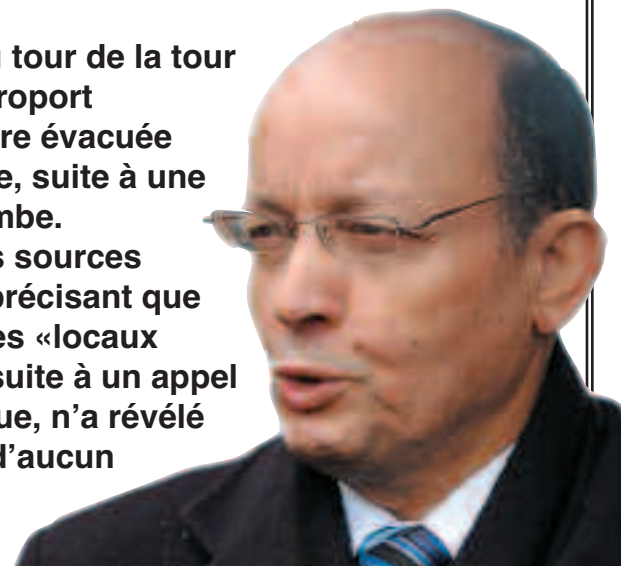 tour de la tour
roport
re évacuée
e, suite à une
mbe.
s sources
précisant que
es «locaux
suite à un appel
ue, n'a révélé
d'aucun